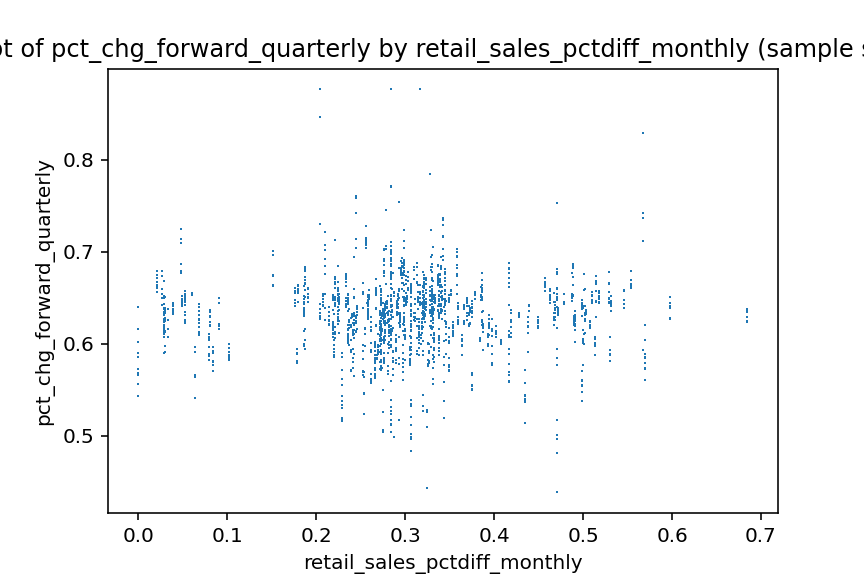 of pct_chg_forward_quarterly by retail_sales_pctdiff_monthly (sample
0.8
0.7
0.6
0.5
pct_chg_forward_quarterly
0.0 0.1 0.2 0.3 0.4 0.5 0.6 0.7
retail_sales_pctdiff_monthly